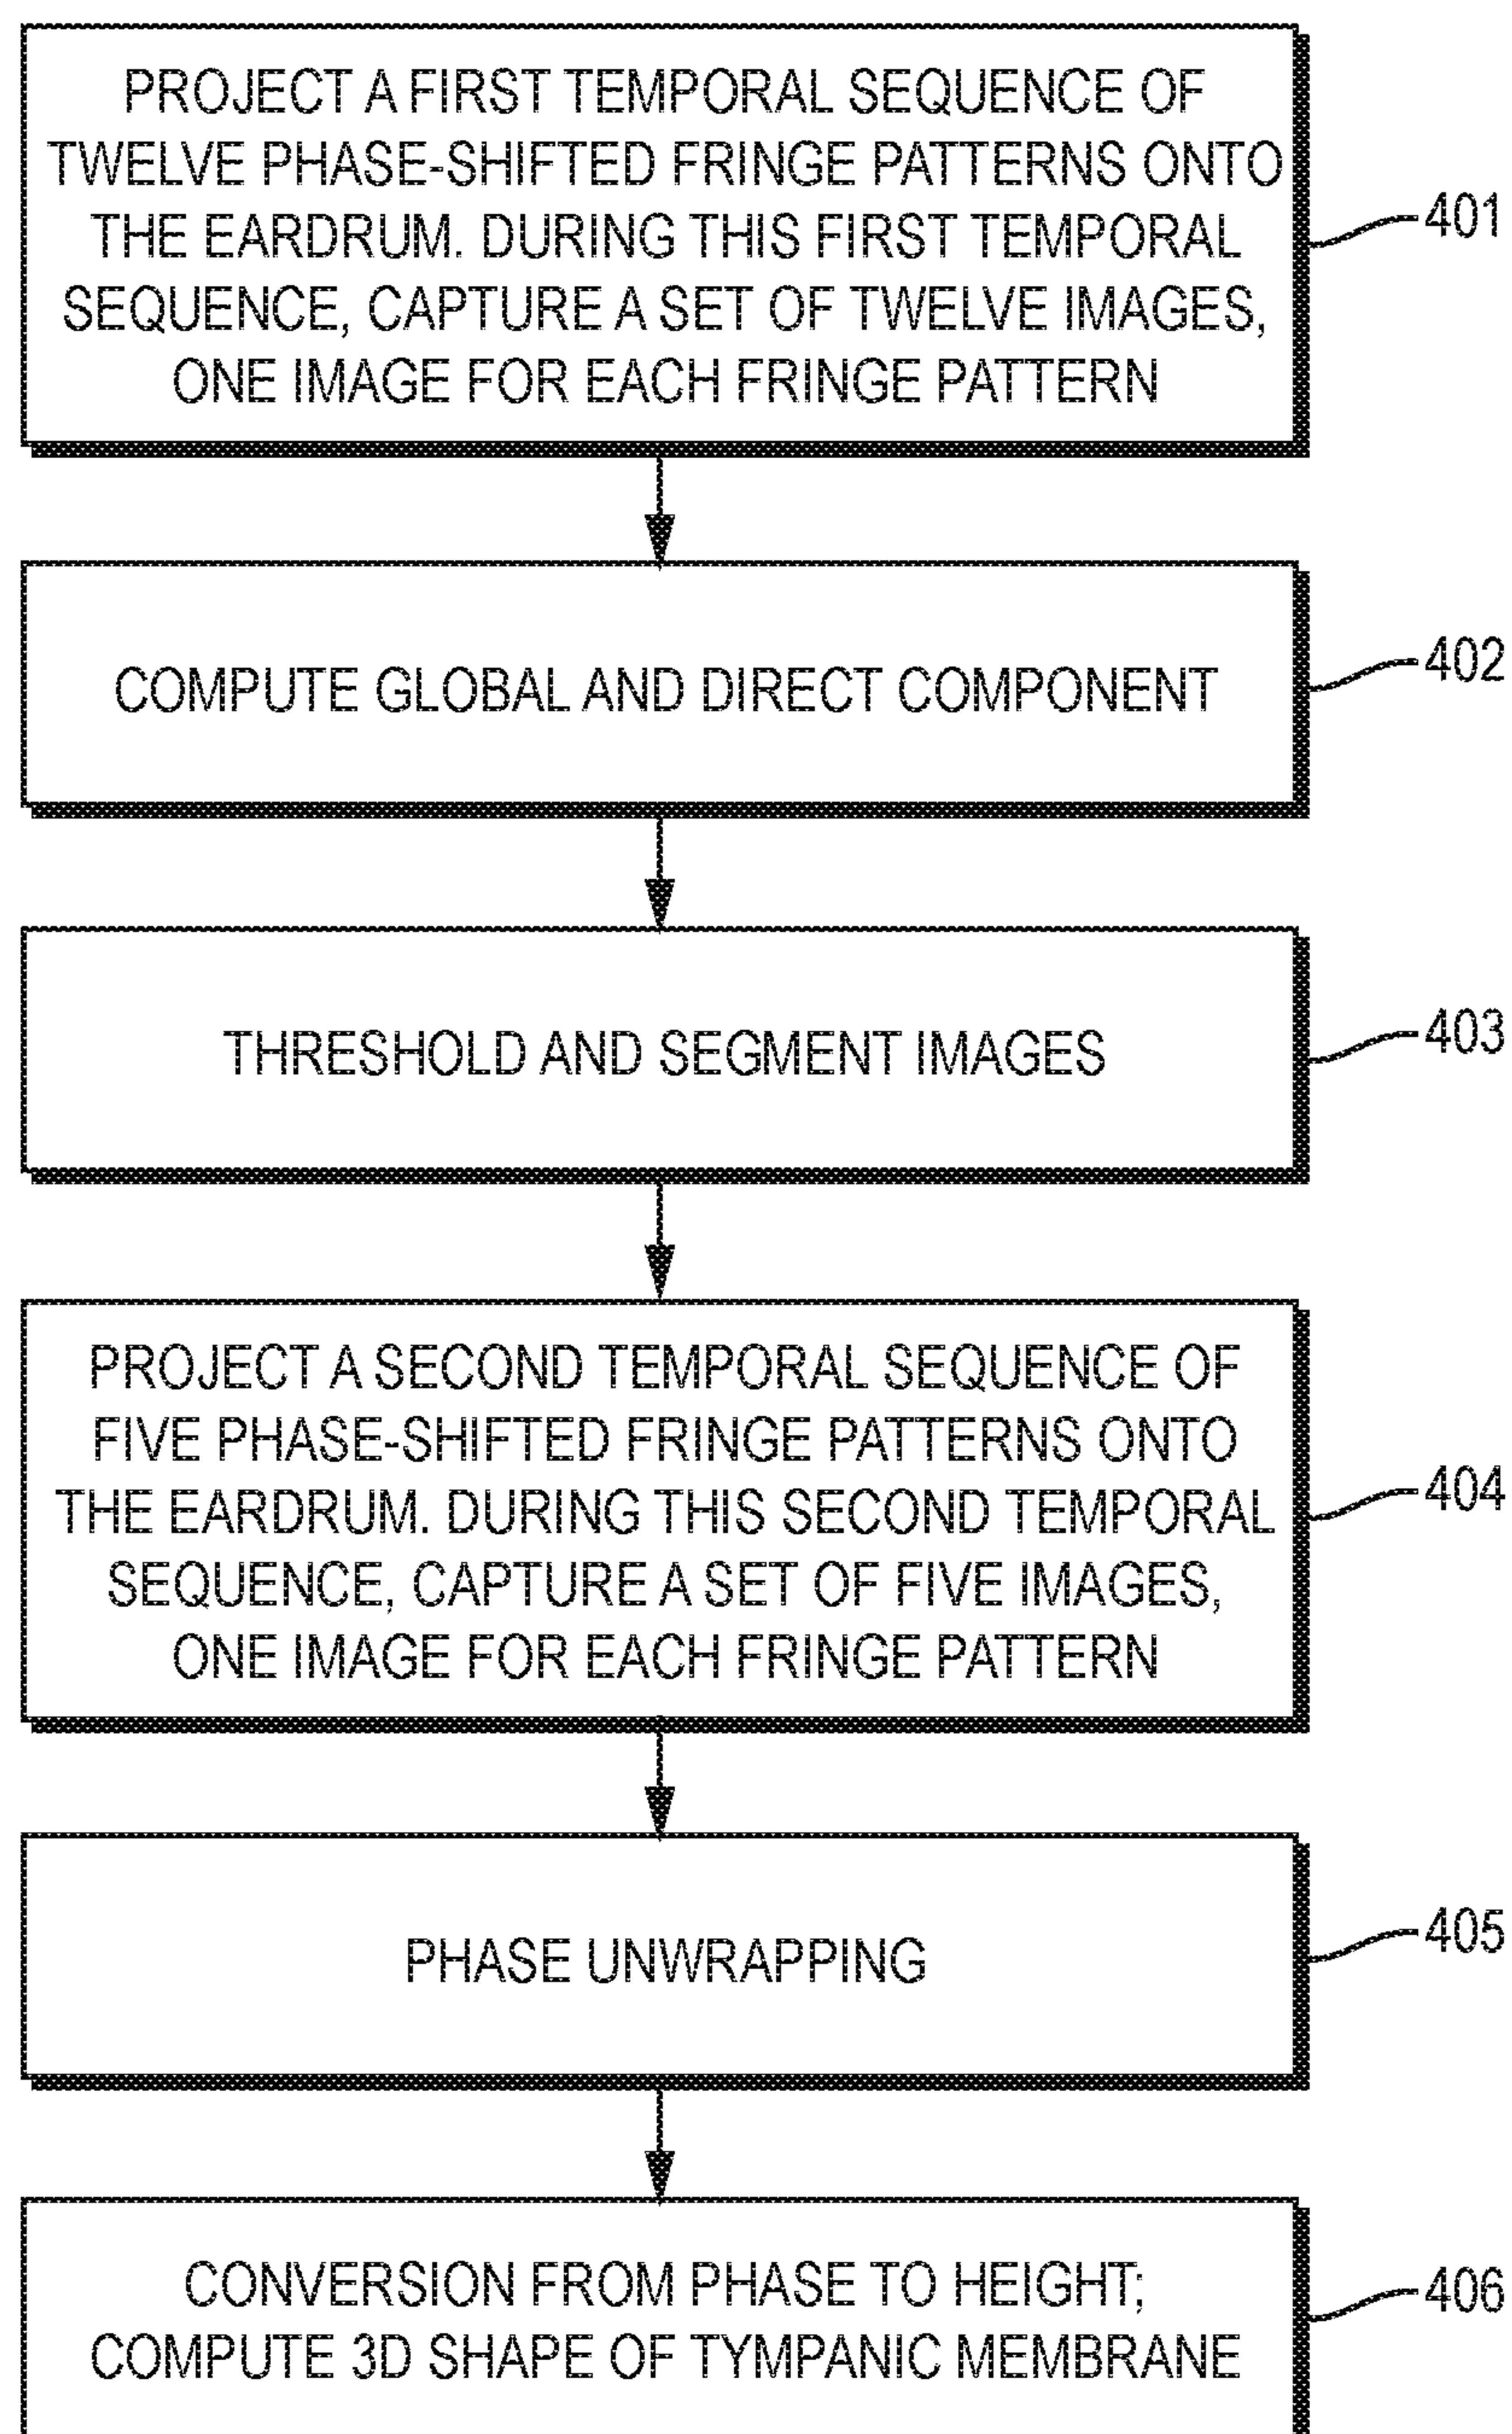 PROJECT A FIRST TEMPORAL SEQUENCE OF
TWELVE PHASE-SHIFTED FRINGE PATTERNS ONTO
THE EARDRUM. DURING THIS FIRST TEMPORAL
SEQUENCE, CAPTURE A SET OF TWELVE IMAGES,
ONE IMAGE FOR EACH FRINGE PATTERN
401
COMPUTE GLOBAL AND DIRECT COMPONENT
402
THRESHOLD AND SEGMENT IMAGES
403
PROJECT A SECOND TEMPORAL SEQUENCE OF
FIVE PHASE-SHIFTED FRINGE PATTERNS ONTO
THE EARDRUM. DURING THIS SECOND TEMPORAL
SEQUENCE, CAPTURE A SET OF FIVE IMAGES,
ONE IMAGE FOR EACH FRINGE PATTERN
404
PHASE UNWRAPPING
405
CONVERSION FROM PHASE TO HEIGHT;
COMPUTE 3D SHAPE OF TYMPANIC MEMBRANE
406